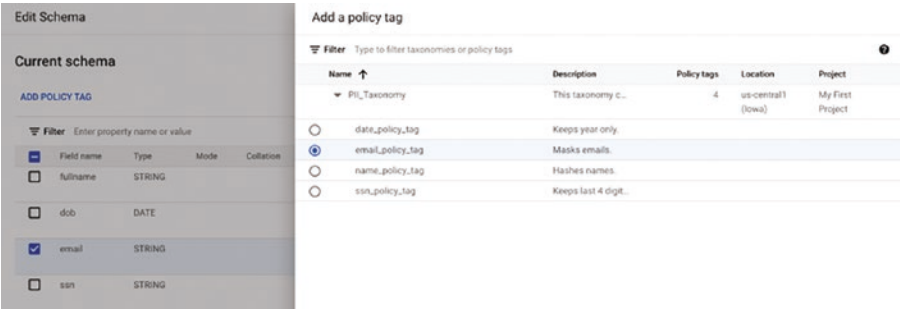 Edit Schema
Current schema
ADD POLICY TAG
Filter Enter property name or value
Field name Type Mode Collation
fullname STRING
dob DATE
email STRING
ssn STRING
Add a policy tag
Filter Type to filter taxonomies or policy tags
Name Description Policy tags Location Project
PII_Taxonomy This taxonomy c... 4 us-central1 My First
(Iowa) Project
date_policy_tag Keeps year only.
email_policy_tag Masks emails.
name_policy_tag Hashes names.
ssn_policy_tag Keeps last 4 digit...